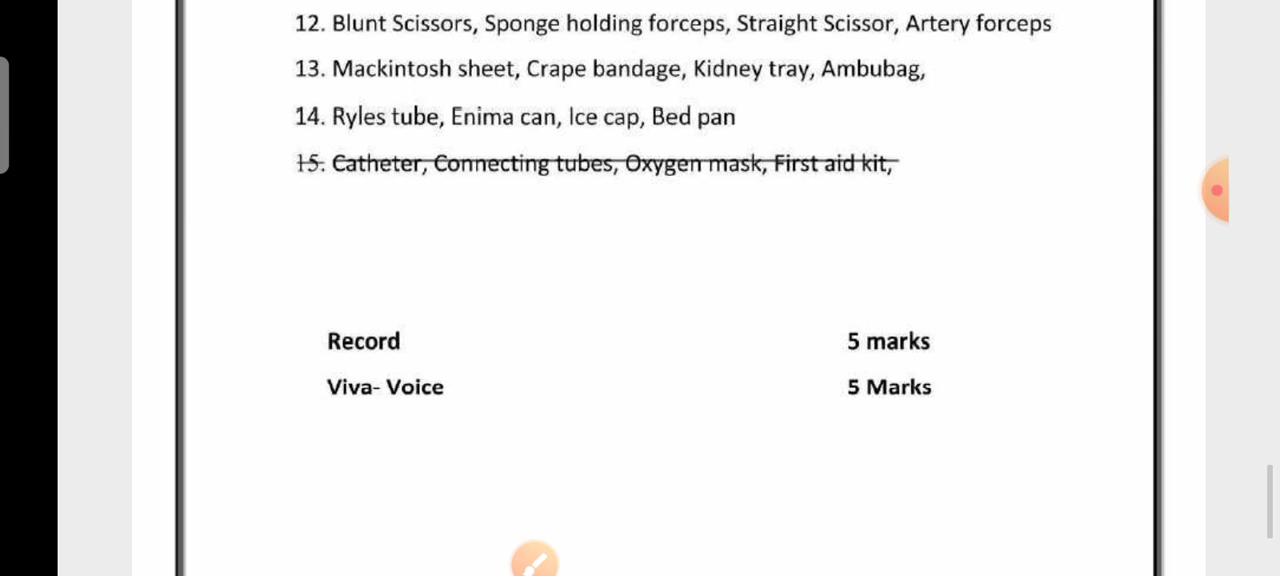 12. Blunt Scissors, Sponge holding forceps, Straight Scissor, Artery forceps
13. Mackintosh sheet, Crape bandage, Kidney tray, Ambubag,
14. Ryles tube, Enima can, Ice cap, Bed pan
15. Catheter, Connecting tubes, Oxygen mask, First aid kit,
Record 5 marks
Viva- Voice 5 Marks